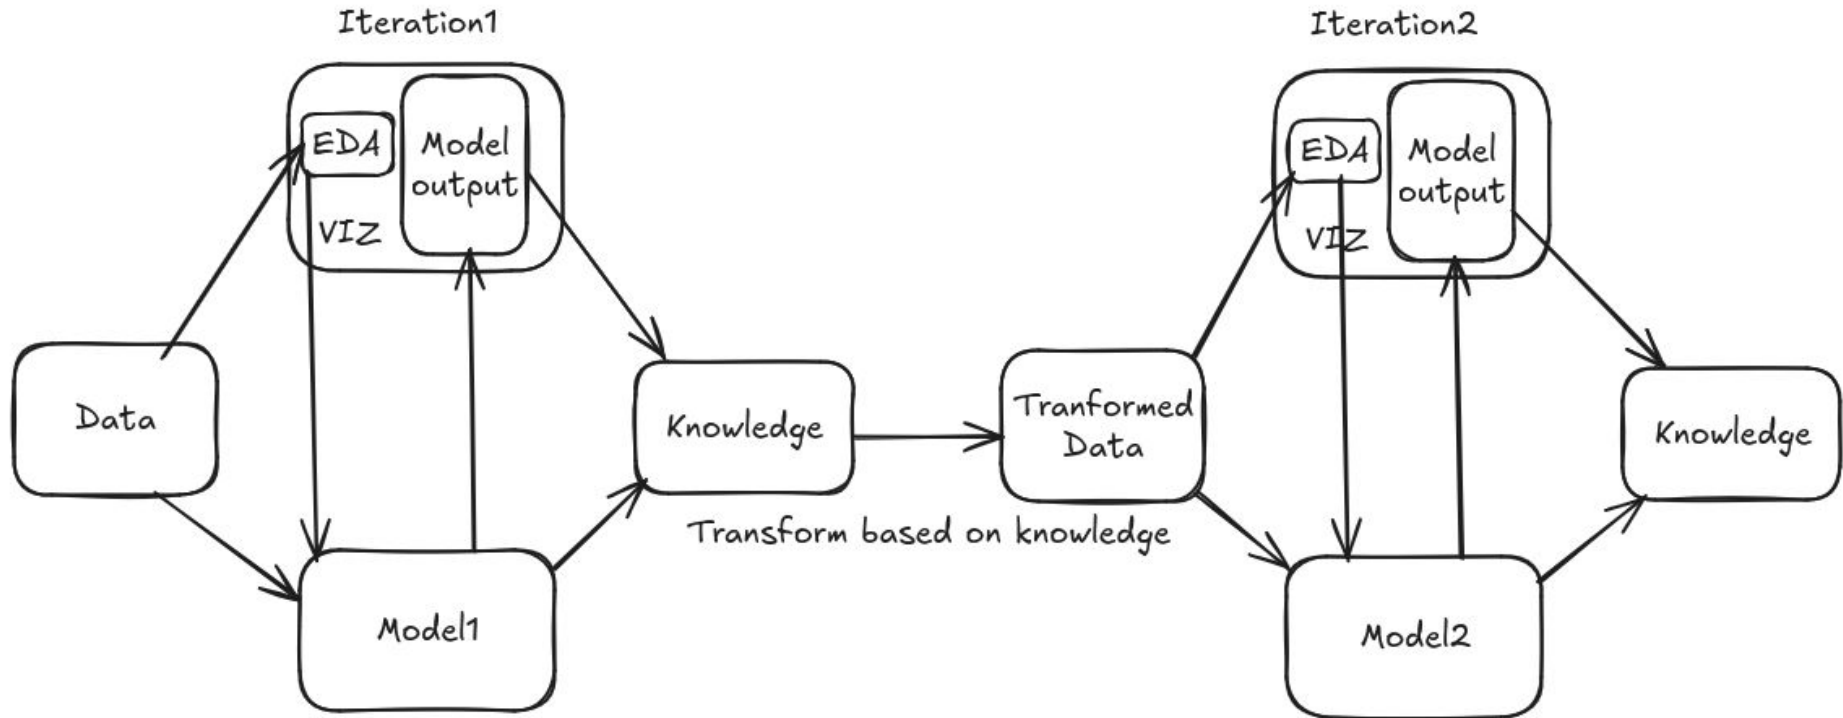 Iteration1
EDA
Model
output
VIZ
Data
Model1
Knowledge
Transform based on knowledge
Iteration2
EDA
Model
output
VIZ
Tranformed
Data
Model2
Knowledge